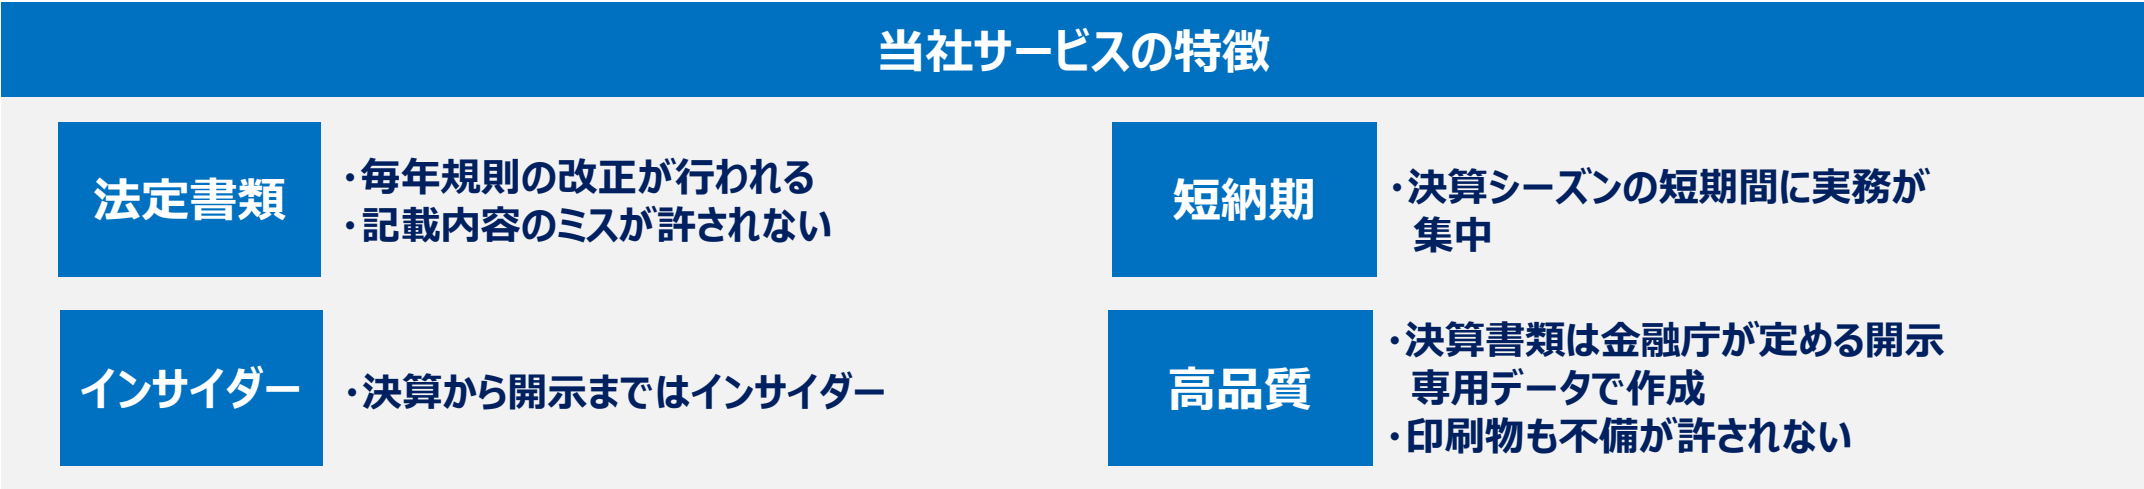 当社サービスの特徴
法定書類
・毎年規則の改正が行われる
・記載内容のミスが許されない
短納期
・決算シーズンの短期間に実務が
集中
インサイダー
・決算から開示まではインサイダー
高品質
・決算書類は金融庁が定める開示
専用データで作成
・印刷物も不備が許されない